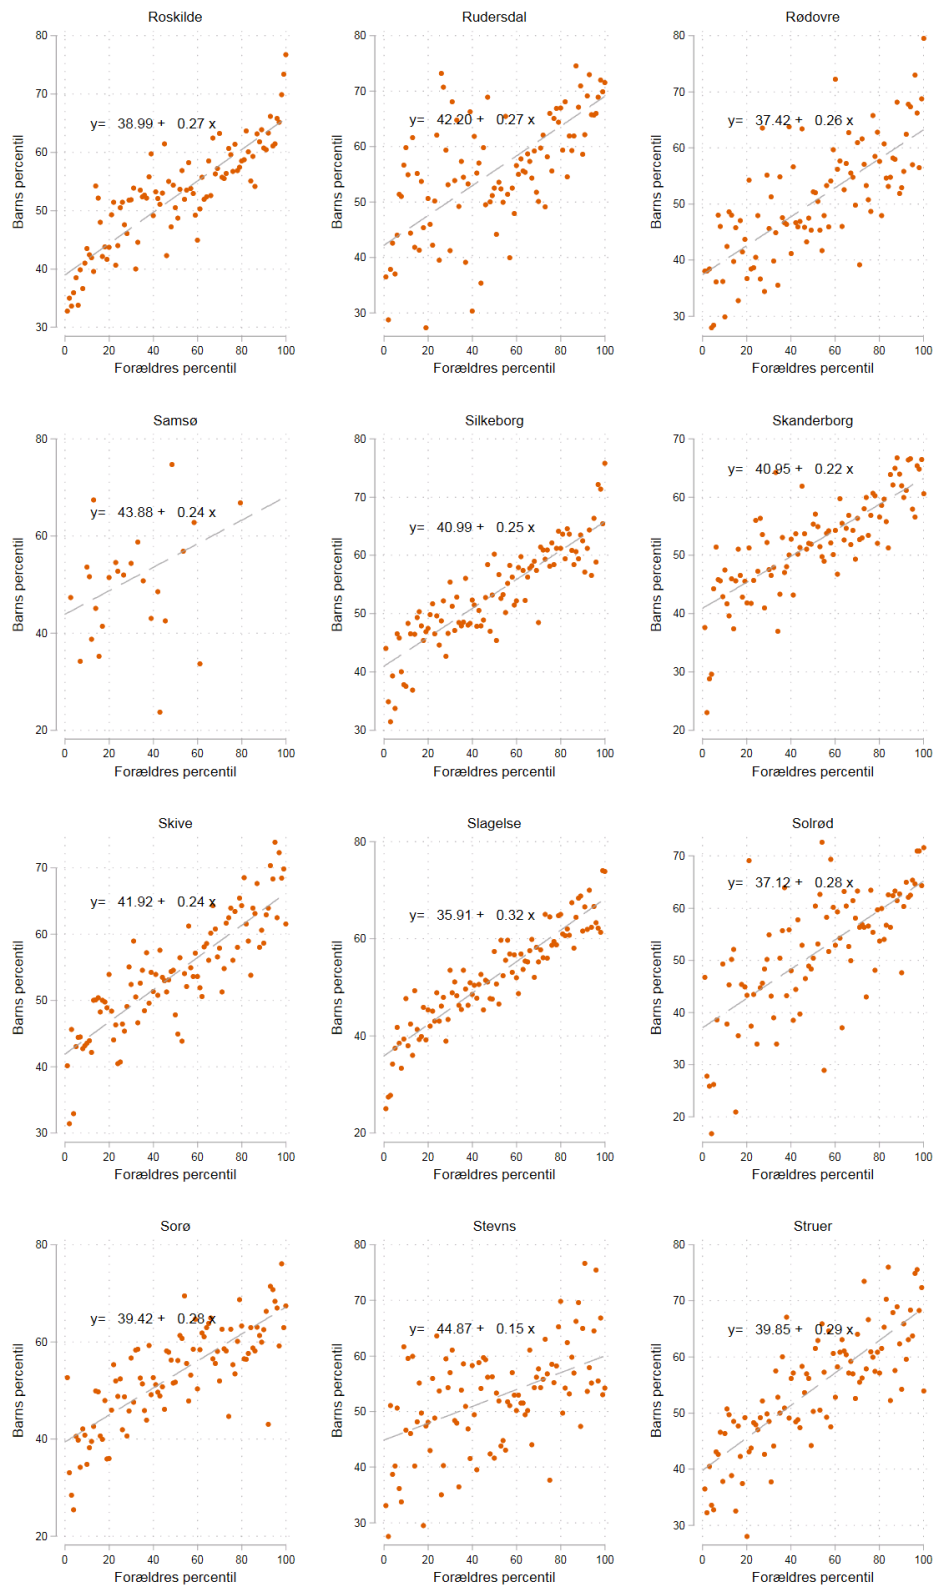 Roskilde
Rudersdal
Rødovre
80
70
60
50
40
30
y= 38.99 + 0.27 x
Barns percentil
0 20 40 60 80 100
Forældres percentil
80
70
60
50
40
30
y= 42.20 + 0.27 x
Barns percentil
0 20 40 60 80 100
Forældres percentil
80
70
60
50
40
30
y= 37.42 + 0.26 x
Barns percentil
0 20 40 60 80 100
Forældres percentil
Samsø
Silkeborg
Skanderborg
80
60
40
20
y= 43.88 + 0.24 x
Barns percentil
0 20 40 60 80 100
Forældres percentil
80
70
60
50
40
30
y= 40.99 + 0.25 x
Barns percentil
0 20 40 60 80 100
Forældres percentil
70
60
50
40
30
20
y= 40.95 + 0.22 x
Barns percentil
0 20 40 60 80 100
Forældres percentil
Skive
Slagelse
Solrød
70
60
50
40
30
y= 41.92 + 0.24 x
Barns percentil
0 20 40 60 80 100
Forældres percentil
80
60
40
20
y= 35.91 + 0.32 x
Barns percentil
0 20 40 60 80 100
Forældres percentil
70
60
50
40
30
20
y= 37.12 + 0.28 x
Barns percentil
0 20 40 60 80 100
Forældres percentil
Sorø
Stevns
Struer
80
60
40
20
y= 39.42 + 0.28 x
Barns percentil
0 20 40 60 80 100
Forældres percentil
80
70
60
50
40
30
y= 44.87 + 0.15 x
Barns percentil
0 20 40 60 80 100
Forældres percentil
80
70
60
50
40
30
y= 39.85 + 0.29 x
Barns percentil
0 20 40 60 80 100
Forældres percentil